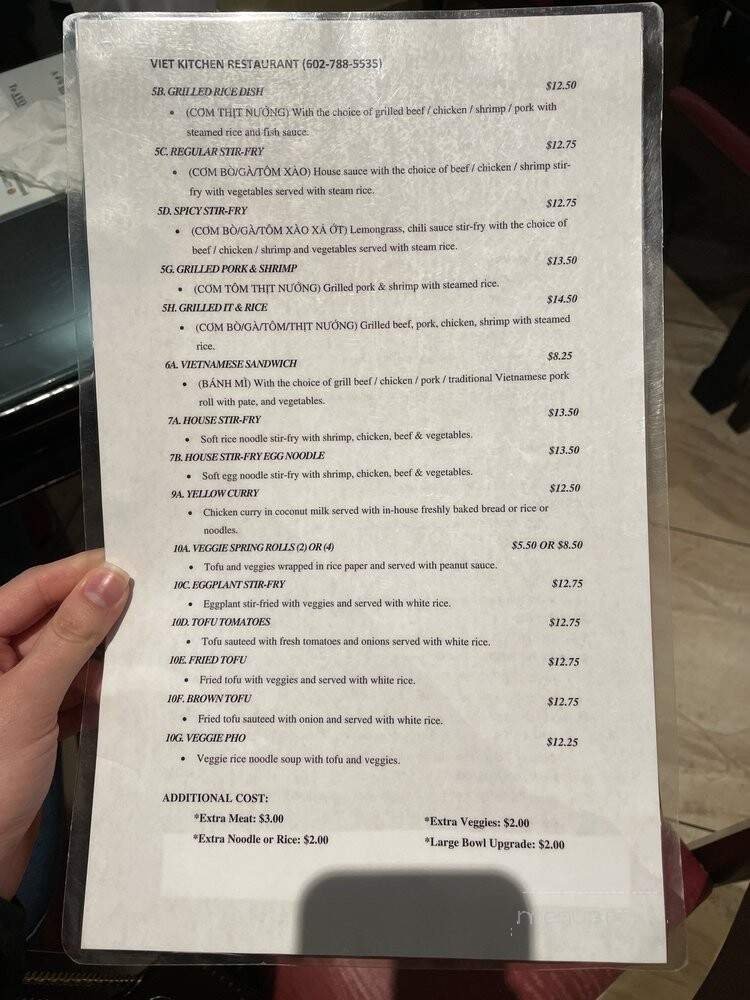 VIET KITCHEN RESTAURANT (602-788-5535)
5B. GRILLED RICE DISH $12.50
• (CƠM THỊT NƯỚNG) With the choice of grilled beef / chicken / shrimp / pork with
steamed rice and fish sauce.
5C. REGULAR STIR-FRY $12.75
• (CƠM BÒ/GÀ/TÔM XÀO) House sauce with the choice of beef / chicken / shrimp stir-
fry with vegetables served with steam rice.
5D. SPICY STIR-FRY $12.75
• (CƠM BÒ/GÀ/TÔM XÀO XẢ ỚT) Lemongrass, chili sauce stir-fry with the choice of
beef / chicken / shrimp and vegetables served with steam rice.
5G. GRILLED PORK & SHRIMP $13.50
• (CƠM TÔM THỊT NƯỚNG) Grilled pork & shrimp with steamed rice.
5H. GRILLED IT & RICE $14.50
• (CƠM BÒ/GÀ/TÔM/THỊT NƯỚNG) Grilled beef, pork, chicken, shrimp with steamed
rice.
6A. VIETNAMESE SANDWICH $8.25
• (BÁNH MÌ) With the choice of grill beef / chicken / pork / traditional Vietnamese pork
roll with pate, and vegetables.
7A. HOUSE STIR-FRY $13.50
• Soft rice noodle stir-fry with shrimp, chicken, beef & vegetables.
7B. HOUSE STIR-FRY EGG NOODLE $13.50
• Soft egg noodle stir-fry with shrimp, chicken, beef & vegetables.
9A. YELLOW CURRY $12.50
• Chicken curry in coconut milk served with in-house freshly baked bread or rice or
noodles.
10A. VEGGIE SPRING ROLLS (2) OR (4) $5.50 OR $8.50
• Tofu and veggies wrapped in rice paper and served with peanut sauce.
10C. EGGPLANT STIR-FRY $12.75
• Eggplant stir-fried with veggies and served with white rice.
10D. TOFU TOMATOES $12.75
• Tofu sauteed with fresh tomatoes and onions served with white rice.
10E. FRIED TOFU $12.75
• Fried tofu with veggies and served with white rice.
10F. BROWN TOFU $12.75
• Fried tofu sauteed with onion and served with white rice.
10G. VEGGIE PHO $12.25
• Veggie rice noodle soup with tofu and veggies.
ADDITIONAL COST:
*Extra Meat: $3.00 *Extra Veggies: $2.00
*Extra Noodle or Rice: $2.00 *Large Bowl Upgrade: $2.00